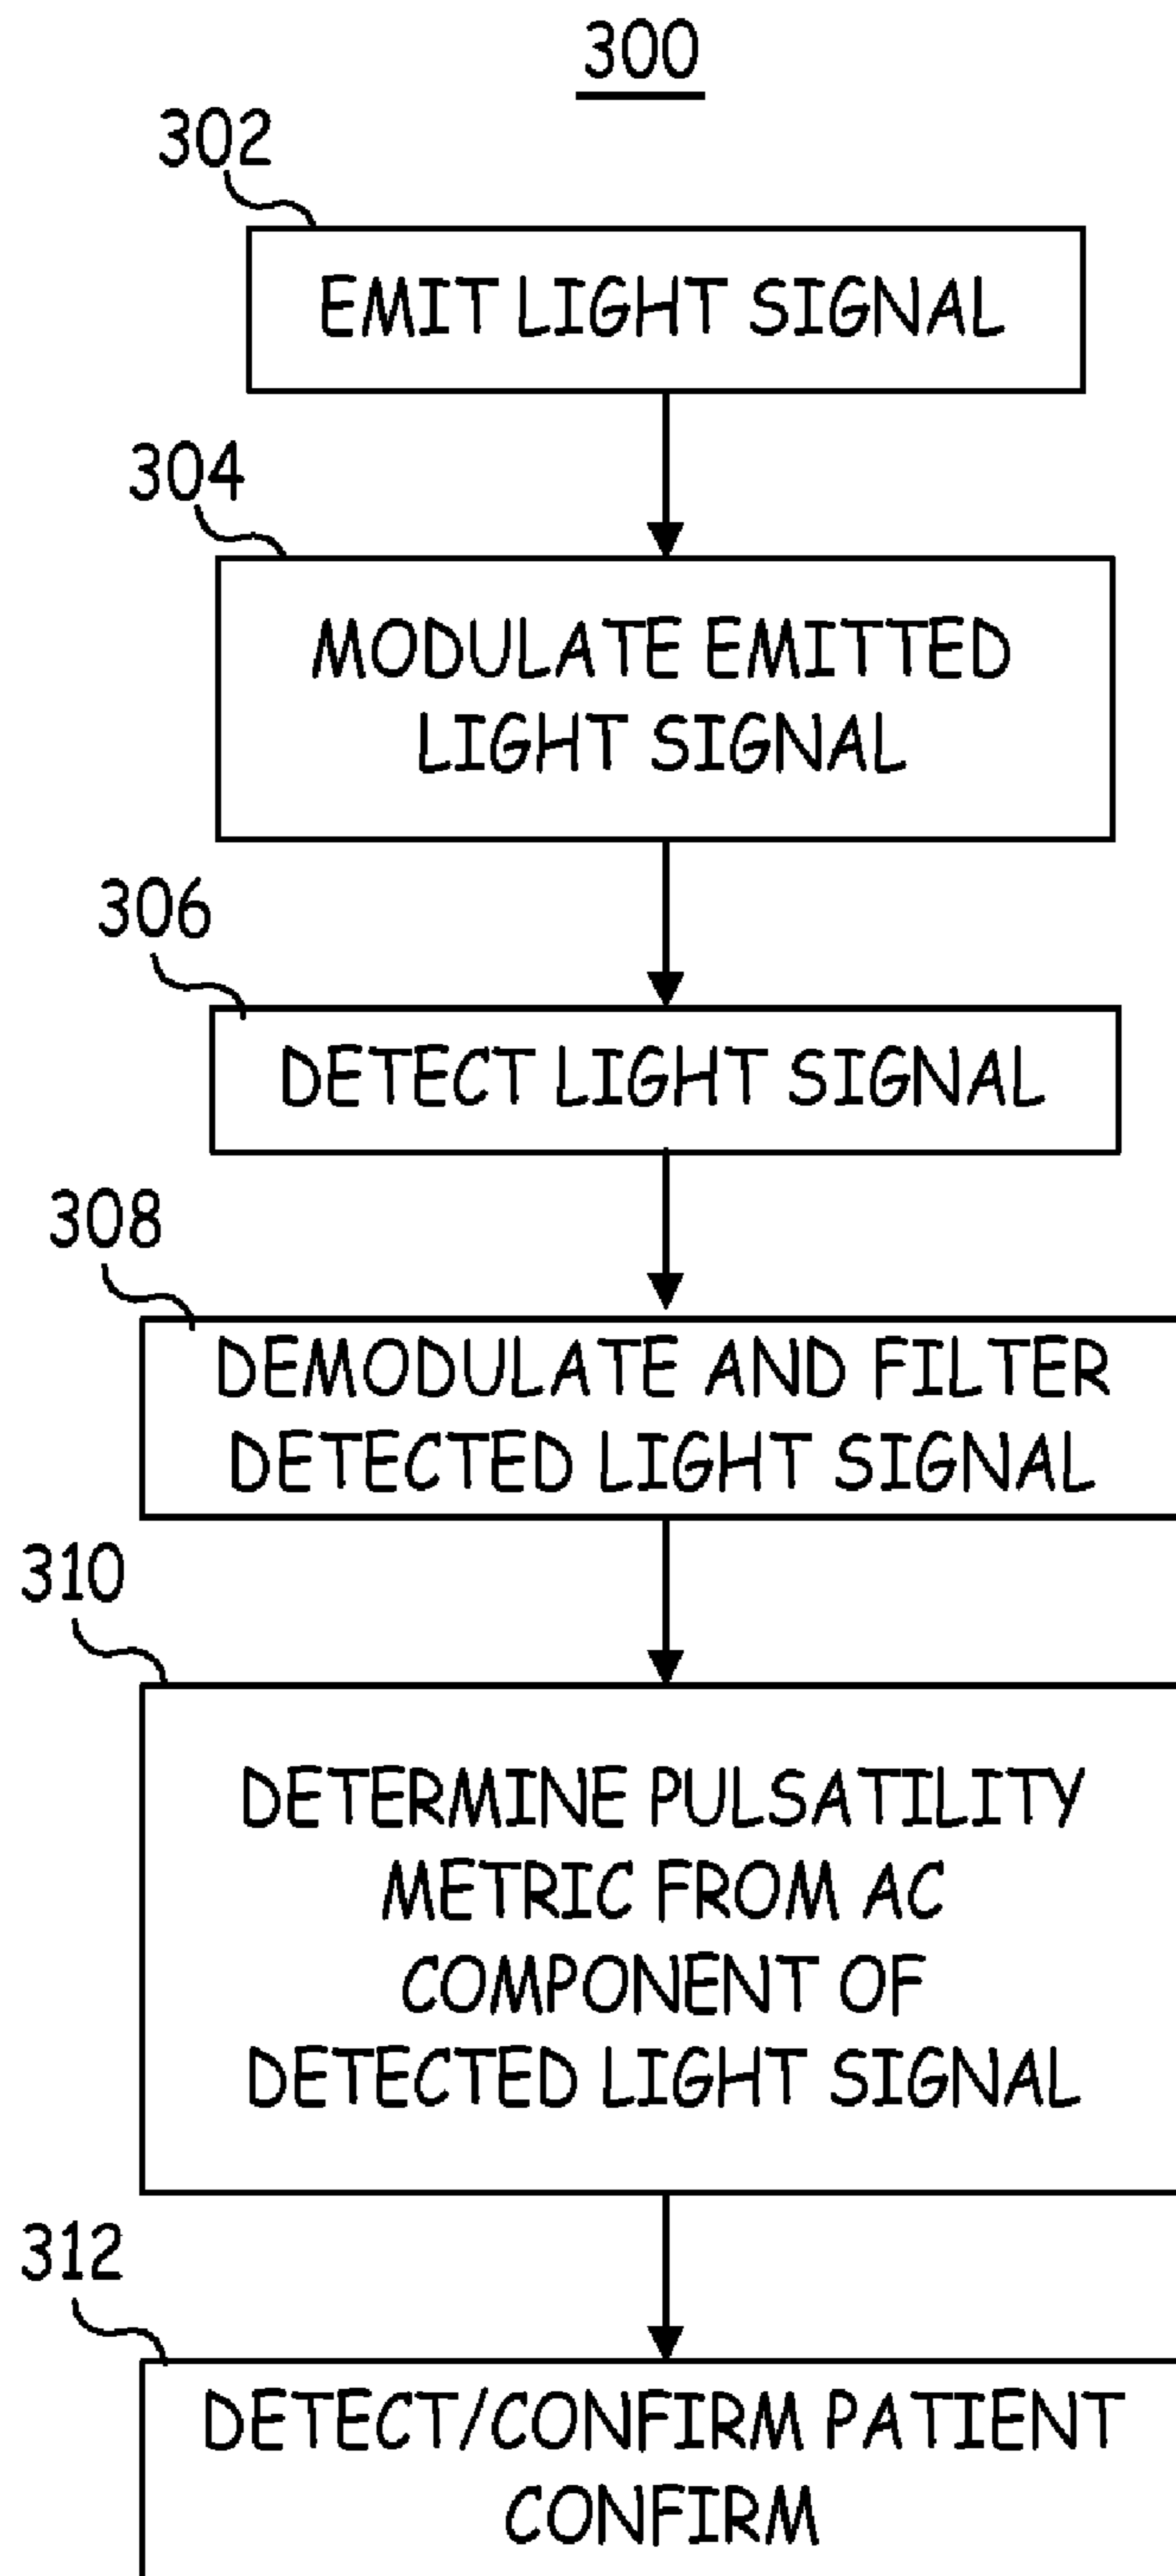 300
302
EMIT LIGHT SIGNAL
304
MODULATE EMITTED
LIGHT SIGNAL
306
DETECT LIGHT SIGNAL
308
DEMODULATE AND FILTER
DETECTED LIGHT SIGNAL
310
DETERMINE PULSATILITY
METRIC FROM AC
COMPONENT OF
DETECTED LIGHT SIGNAL
312
DETECT/CONFIRM PATIENT
CONFIRM